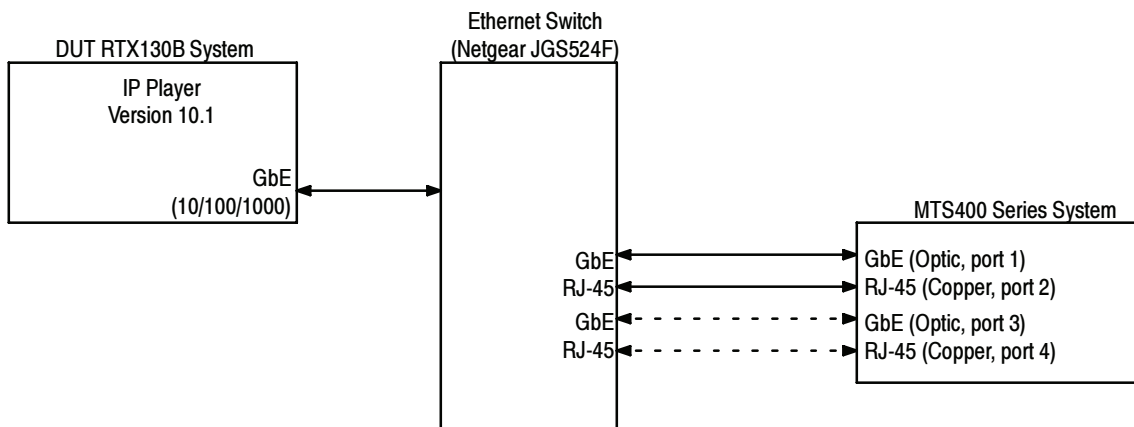 Ethernet Switch
(Netgear JGS524F)
DUT RTX130B System
IP Player
Version 10.1
GbE
(10/100/1000)
MTS400 Series System
GbE
GbE (Optic, port 1)
RJ-45
RJ-45 (Copper, port 2)
GbE
GbE (Optic, port 3)
RJ-45
RJ-45 (Copper, port 4)